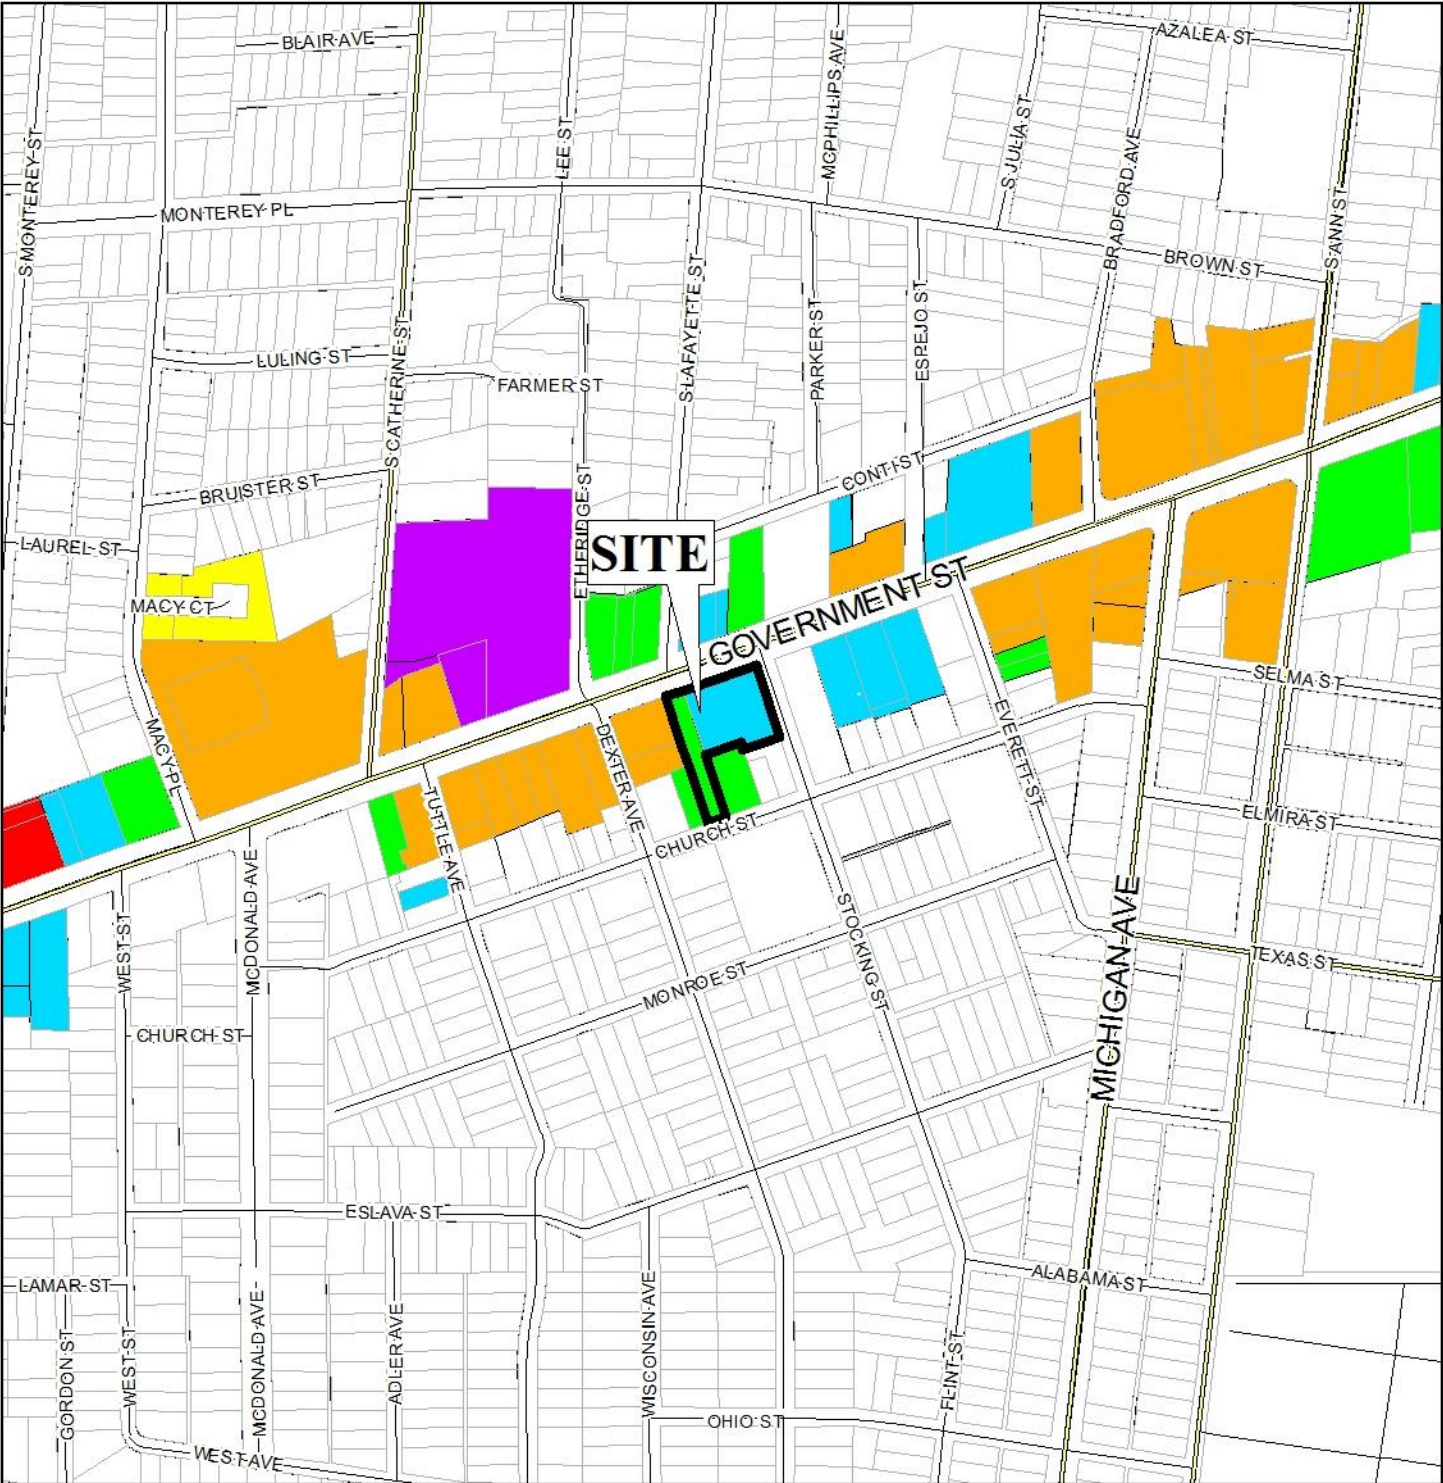 BLAIR AVE
AZALEA ST
MCPHILLIPS AVE
LEE ST
S JULIA ST
S MONTEREY ST
BRADFORD AVE
MONTEREY PL
S ANN ST
BROWN ST
S LAFAYETTE ST
ESPEJO ST
PARKER ST
S CATHERINE ST
LULING ST
FARMER ST
CONTI ST
BRUISTER ST
ETHERIDGE ST
LAUREL ST
SITE
MACY CT
GOVERNMENT ST
SELMA ST
MACY PL
DEXTER AVE
EVERETT ST
TUTTLE AVE
CHURCH ST
ELMIRA ST
MCDONALD AVE
STOCKING ST
WEST ST
MICHIGAN AVE
TEXAS ST
MONROE ST
CHURCH ST
ESLAVA ST
LAMAR ST
ALABAMA ST
GORDON ST
WEST ST
MCDONALD AVE
ADLER AVE
WISCONSIN AVE
FLINT ST
OHIO ST
WEST AVE